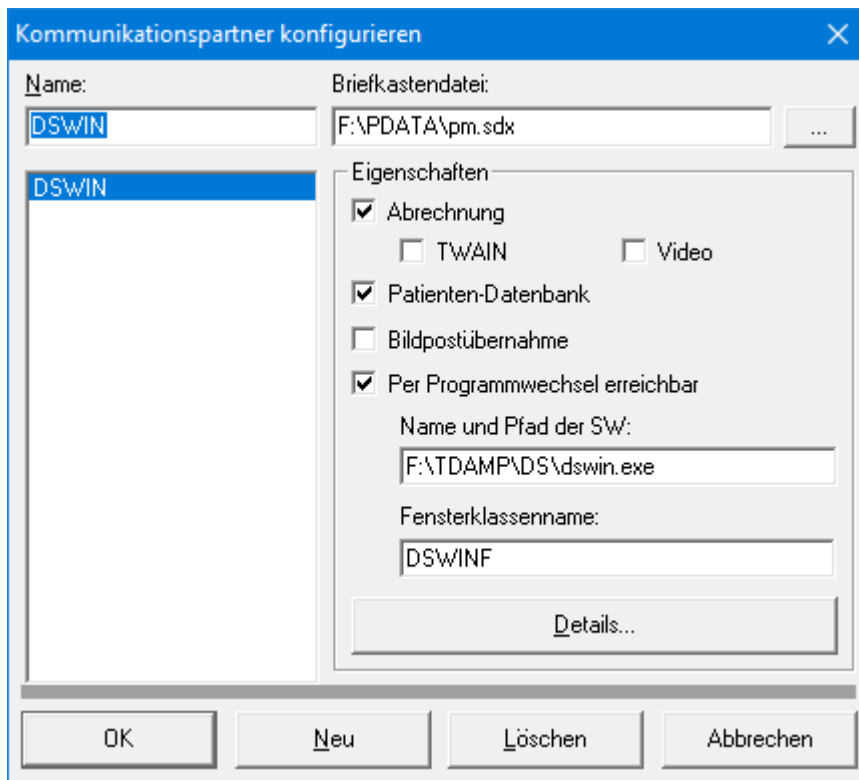 Kommunikationspartner konfigurieren
Name:
DSWIN
DSWIN
Briefkastendatei:
F:\PDATA\pm.sdx
...
Eigenschaften
Abrechnung
TWAIN Video
Patienten-Datenbank
Bildpostübernahme
Per Programmwechsel erreichbar
Name und Pfad der SW:
F:\TDAMP\DS\dswin.exe
Fensterklassenname:
DSWINF
Details...
OK Neu Löschen Abbrechen